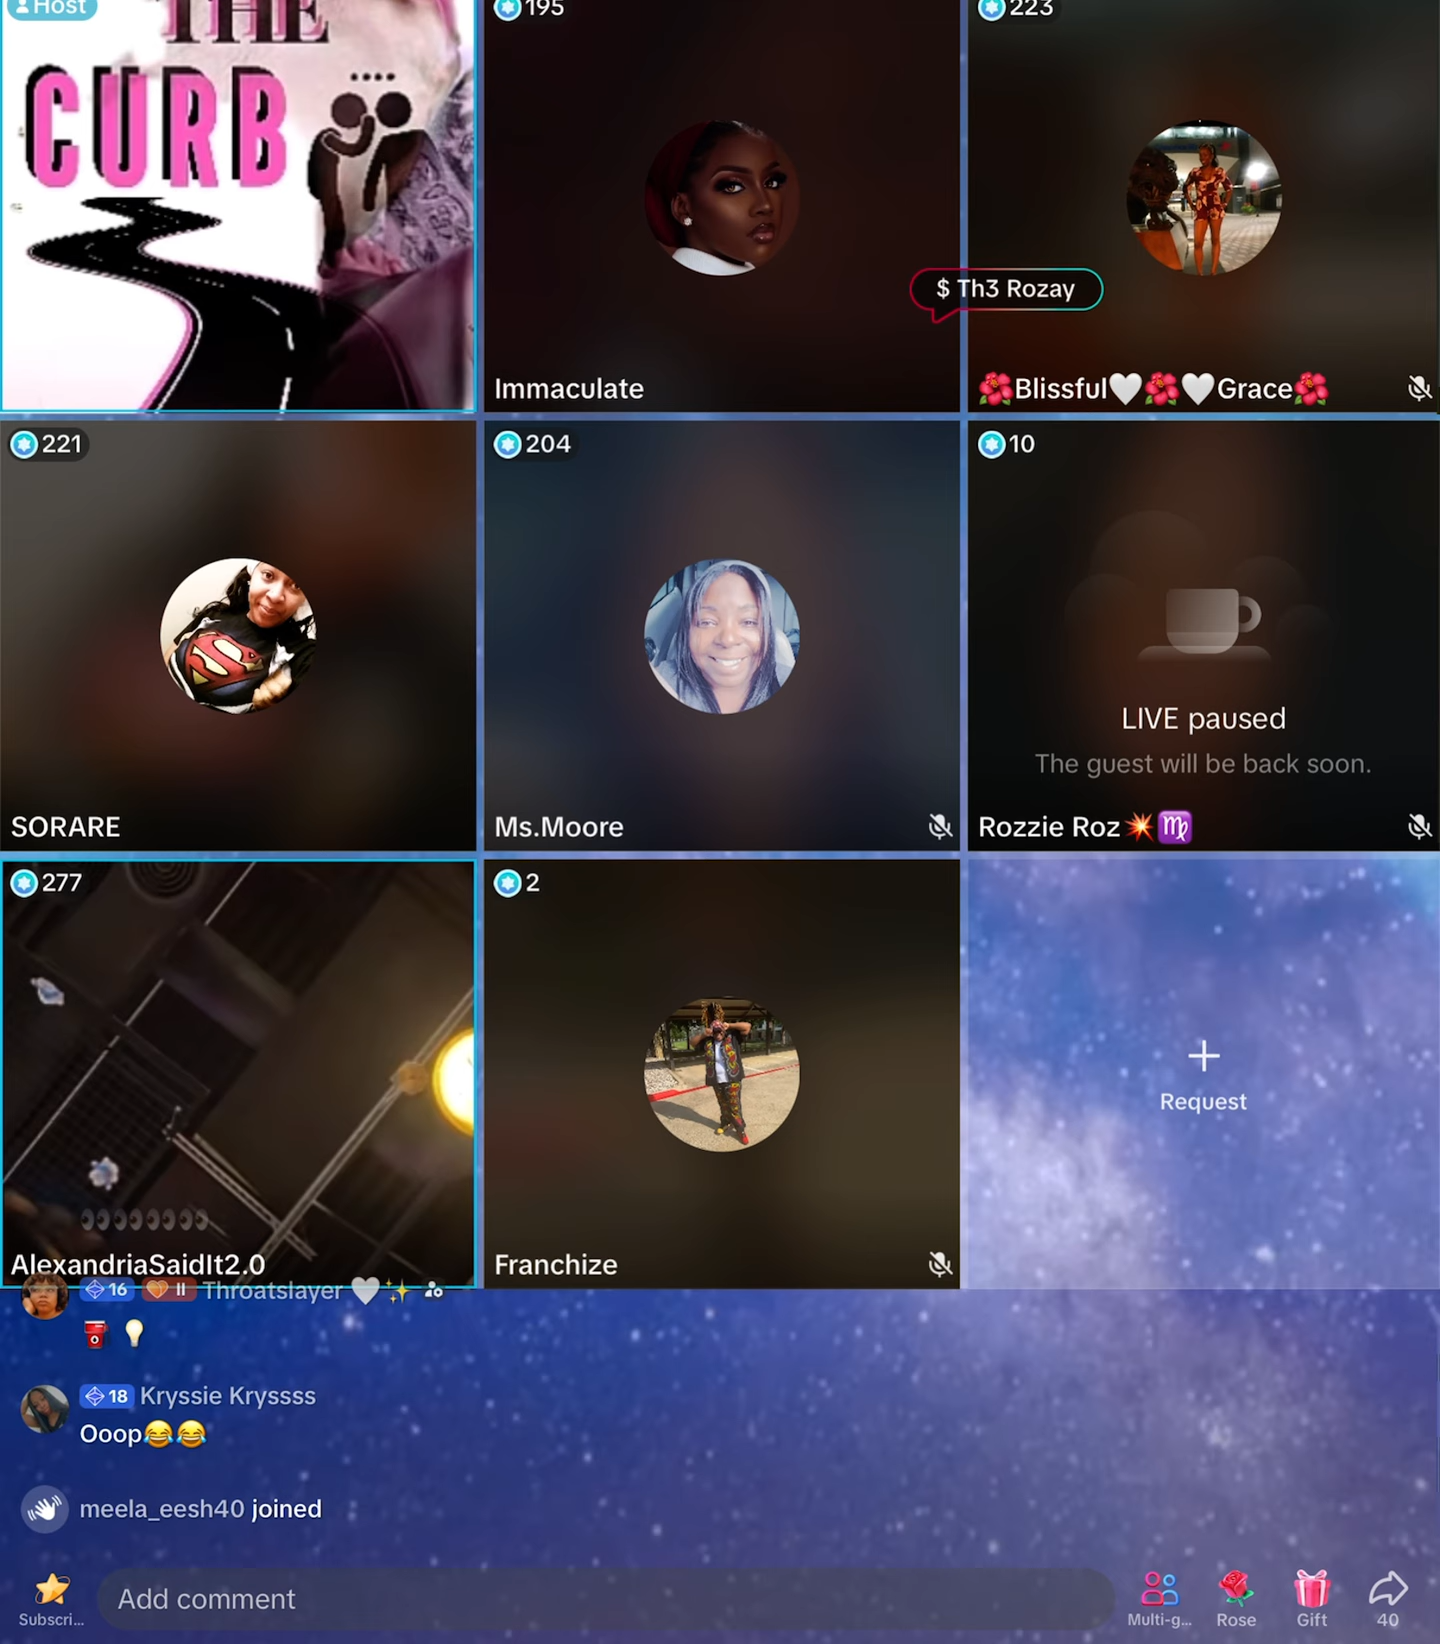 Host
THE
CURB
195
223
$ Th3 Rozay
Immaculate
🌺Blissful🤍🌺🤍Grace🌺
221
204
10
LIVE paused
The guest will be back soon.
SORARE
Ms.Moore
Rozzie Roz💥♍
277
2
Request
👀👀👀👀
AlexandriaSaidIt2.0
Franchize
16 II Throatslayer 🤍✨
💡
18 Kryssie Kryssss
Ooop😂😂
meela_eesh40 joined
Subscri...
Add comment
Multi-g...
Rose
Gift
40